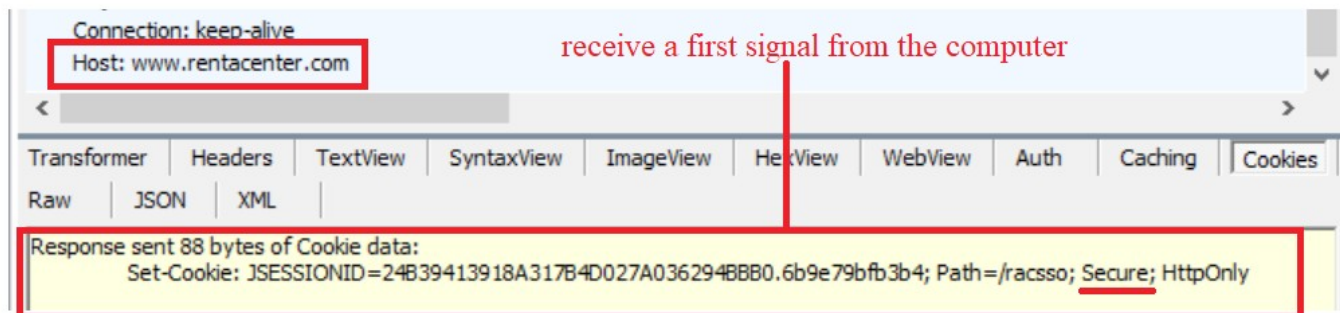 Connection: keep-alive
receive a first signal from the computer
Host: www.rentacenter.com
Transformer Headers TextView SyntaxView ImageView HexView WebView Auth Caching Cookies
Raw JSON XML
Response sent 88 bytes of Cookie data:
Set-Cookie: JSESSIONID=24B39413918A317B4D027A036294BBB0.6b9e79bfb3b4; Path=/racsso; Secure; HttpOnly